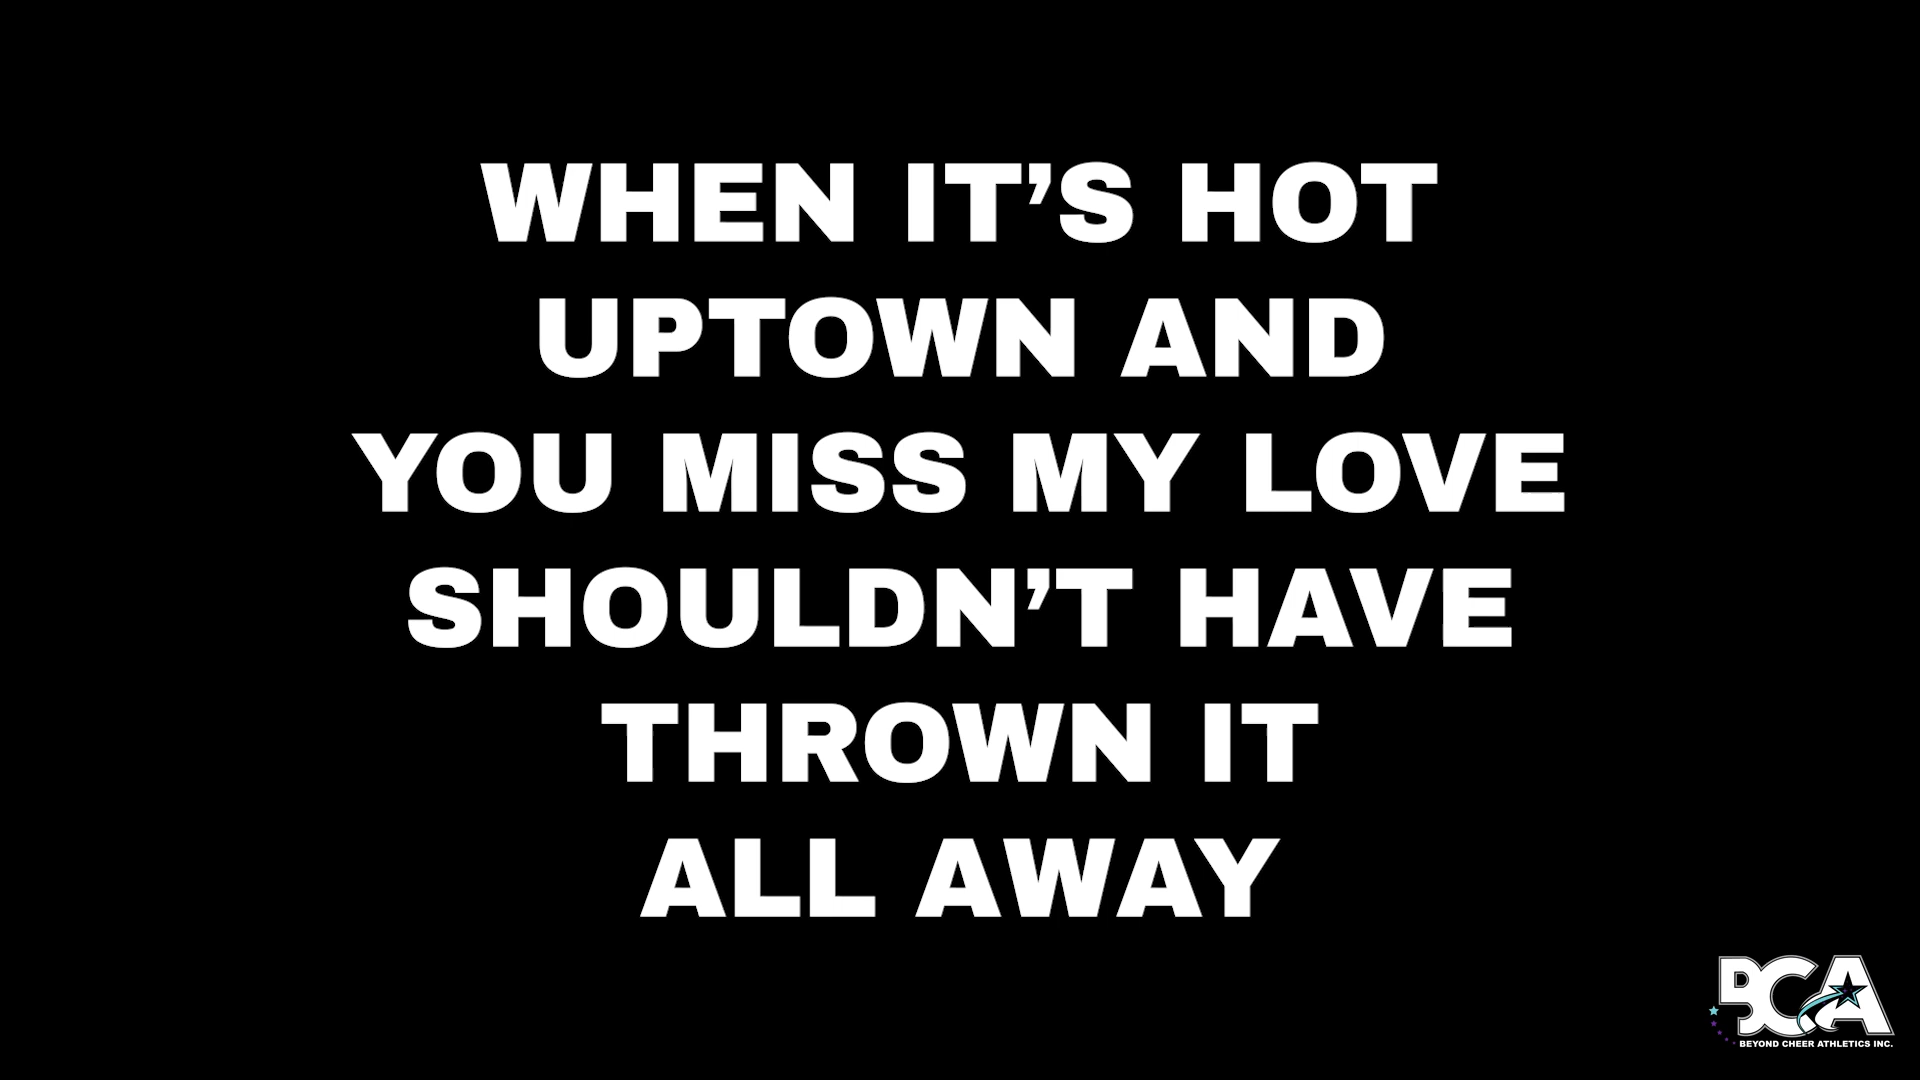 WHEN IT’S HOT
UPTOWN AND
YOU MISS MY LOVE
SHOULDN’T HAVE
THROWN IT
ALL AWAY
BCA
BEYOND CHEER ATHLETICS INC.